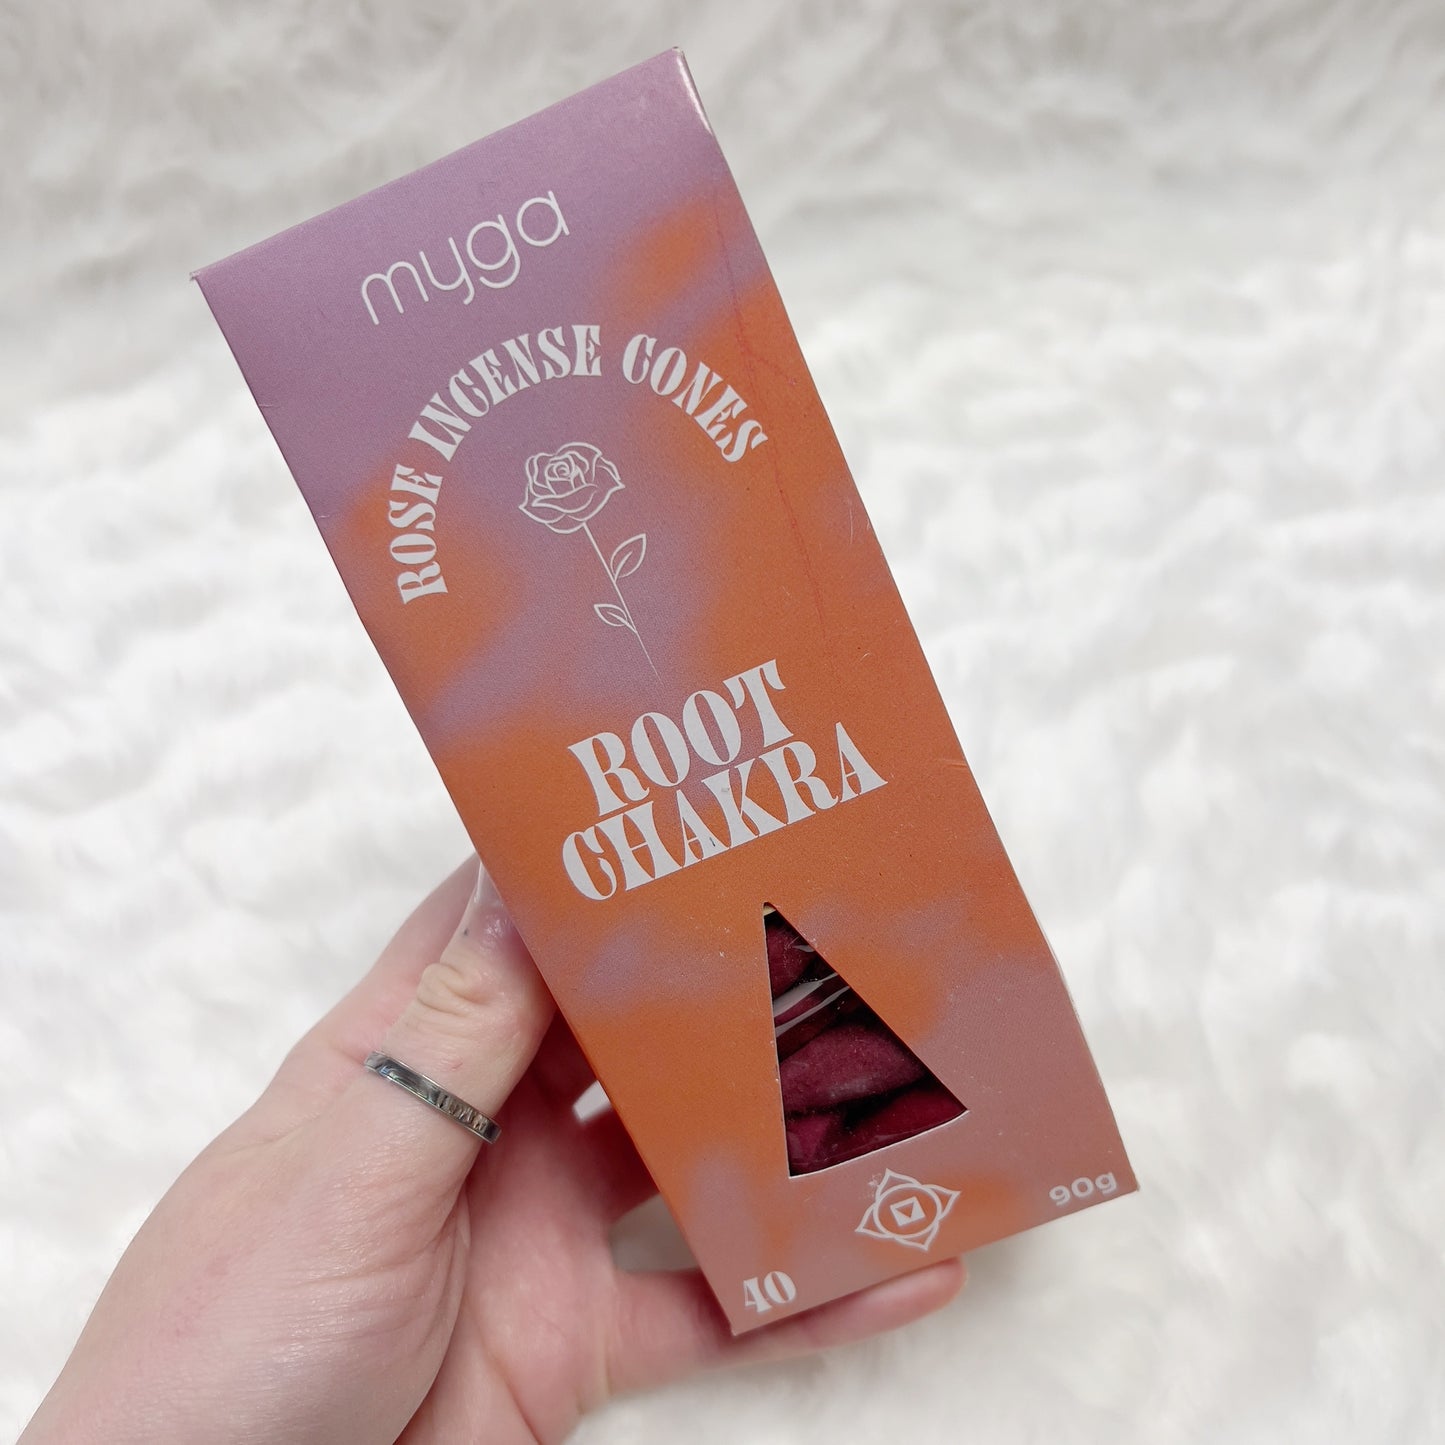 myga
ROSE INCENSE CONES
ROOT
CHAKRA
90g
40